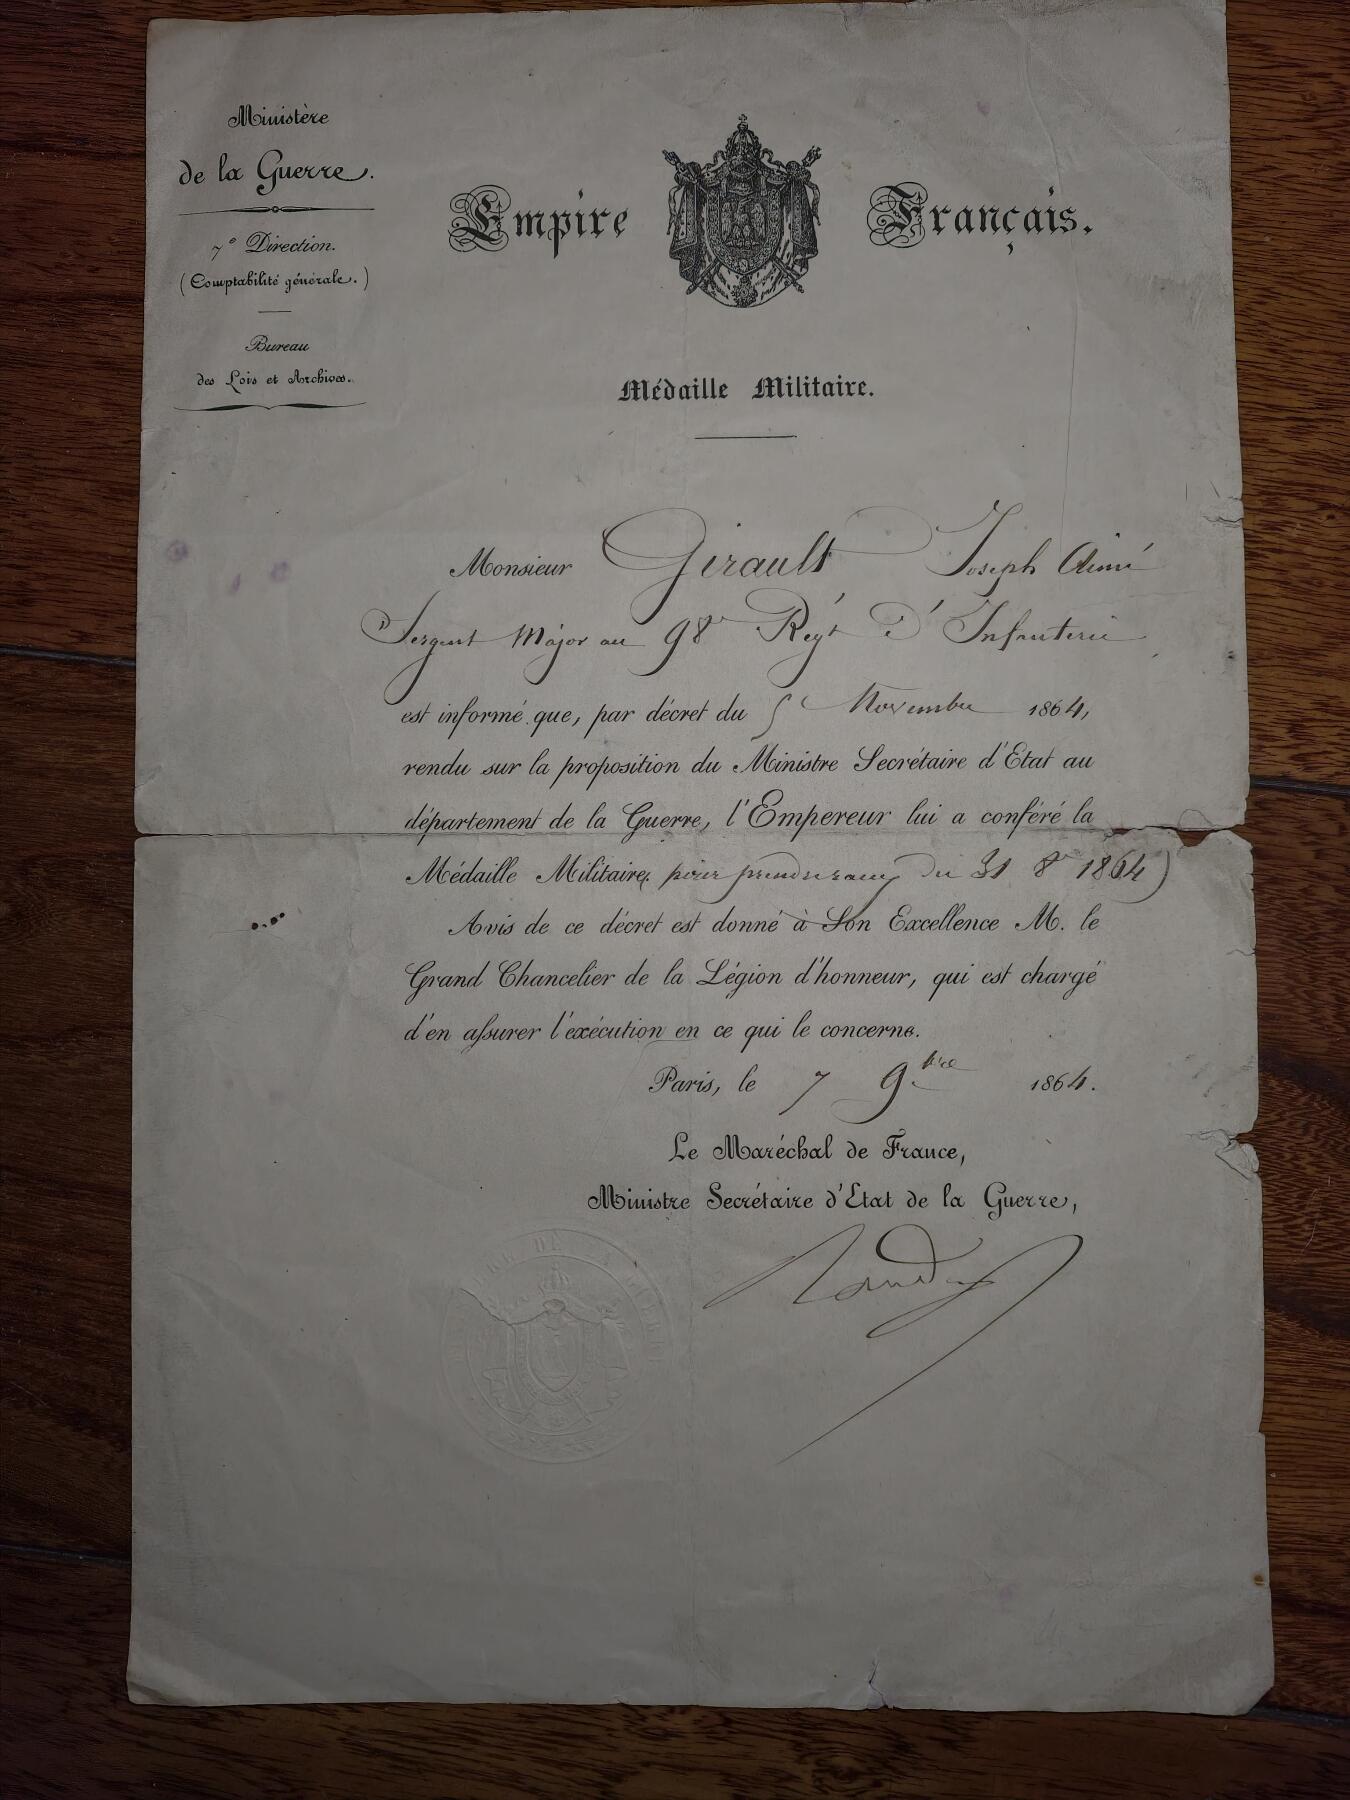 Ministère
de la Guerre.
7e Direction.
(Comptabilité générale.)
Bureau
des Lois et Archives.
Empire Français.
Médaille Militaire.
Monsieur Girault Joseph Aimé
Sergent Major au 98e Régt d'Infanterie
est informé que, par décret du 5 Novembre 1864,
rendu sur la proposition du Ministre Secrétaire d'Etat au
département de la Guerre, l'Empereur lui a conféré la
Médaille Militaire, pour prendre rang du 31 8bre 1864)
Avis de ce décret est donné à Son Excellence M. le
Grand Chancelier de la Légion d'honneur, qui est chargé
d'en assurer l'exécution en ce qui le concerne.
Paris, le 7 9bre 1864.
Le Maréchal de France,
Ministre Secrétaire d'Etat de la Guerre,